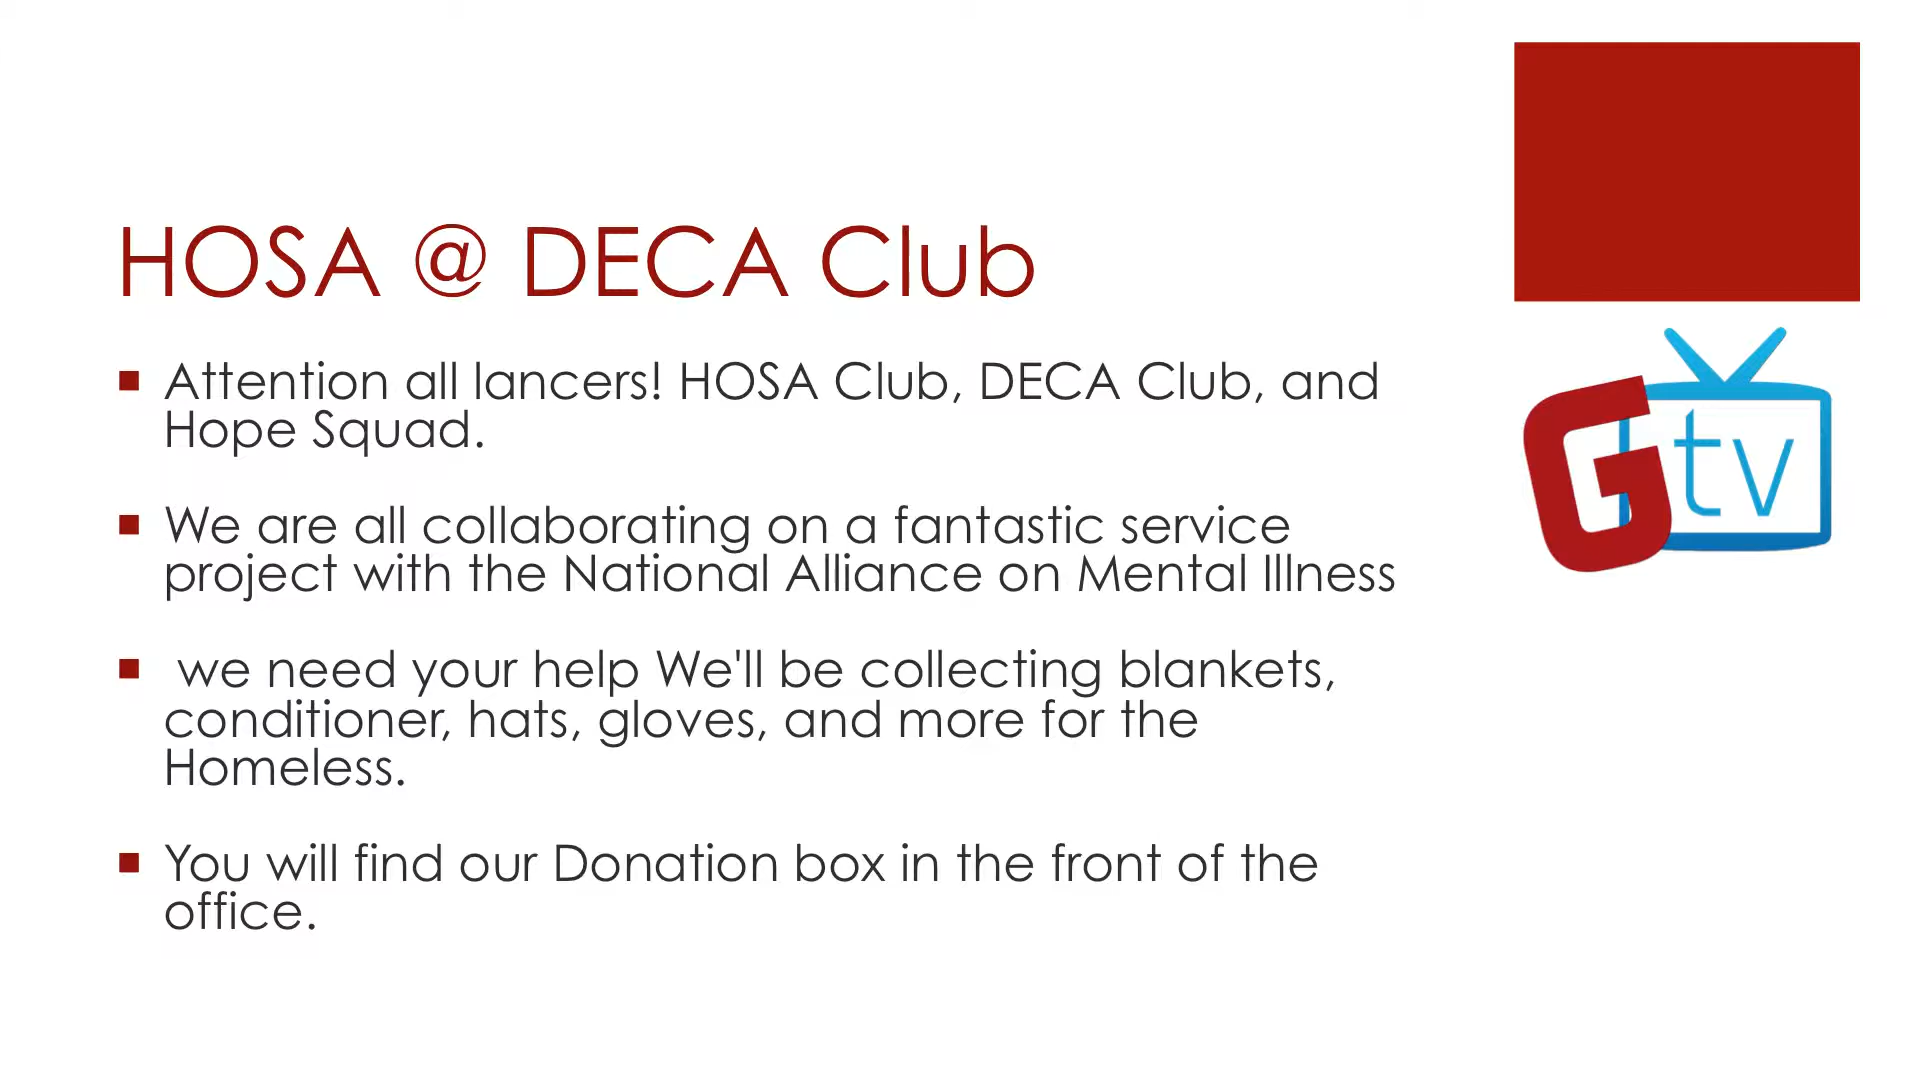 HOSA @ DECA Club
Attention all lancers! HOSA Club, DECA Club, and
Hope Squad.
We are all collaborating on a fantastic service
project with the National Alliance on Mental Illness
we need your help We'll be collecting blankets,
conditioner, hats, gloves, and more for the
Homeless.
You will find our Donation box in the front of the
office.
G tv